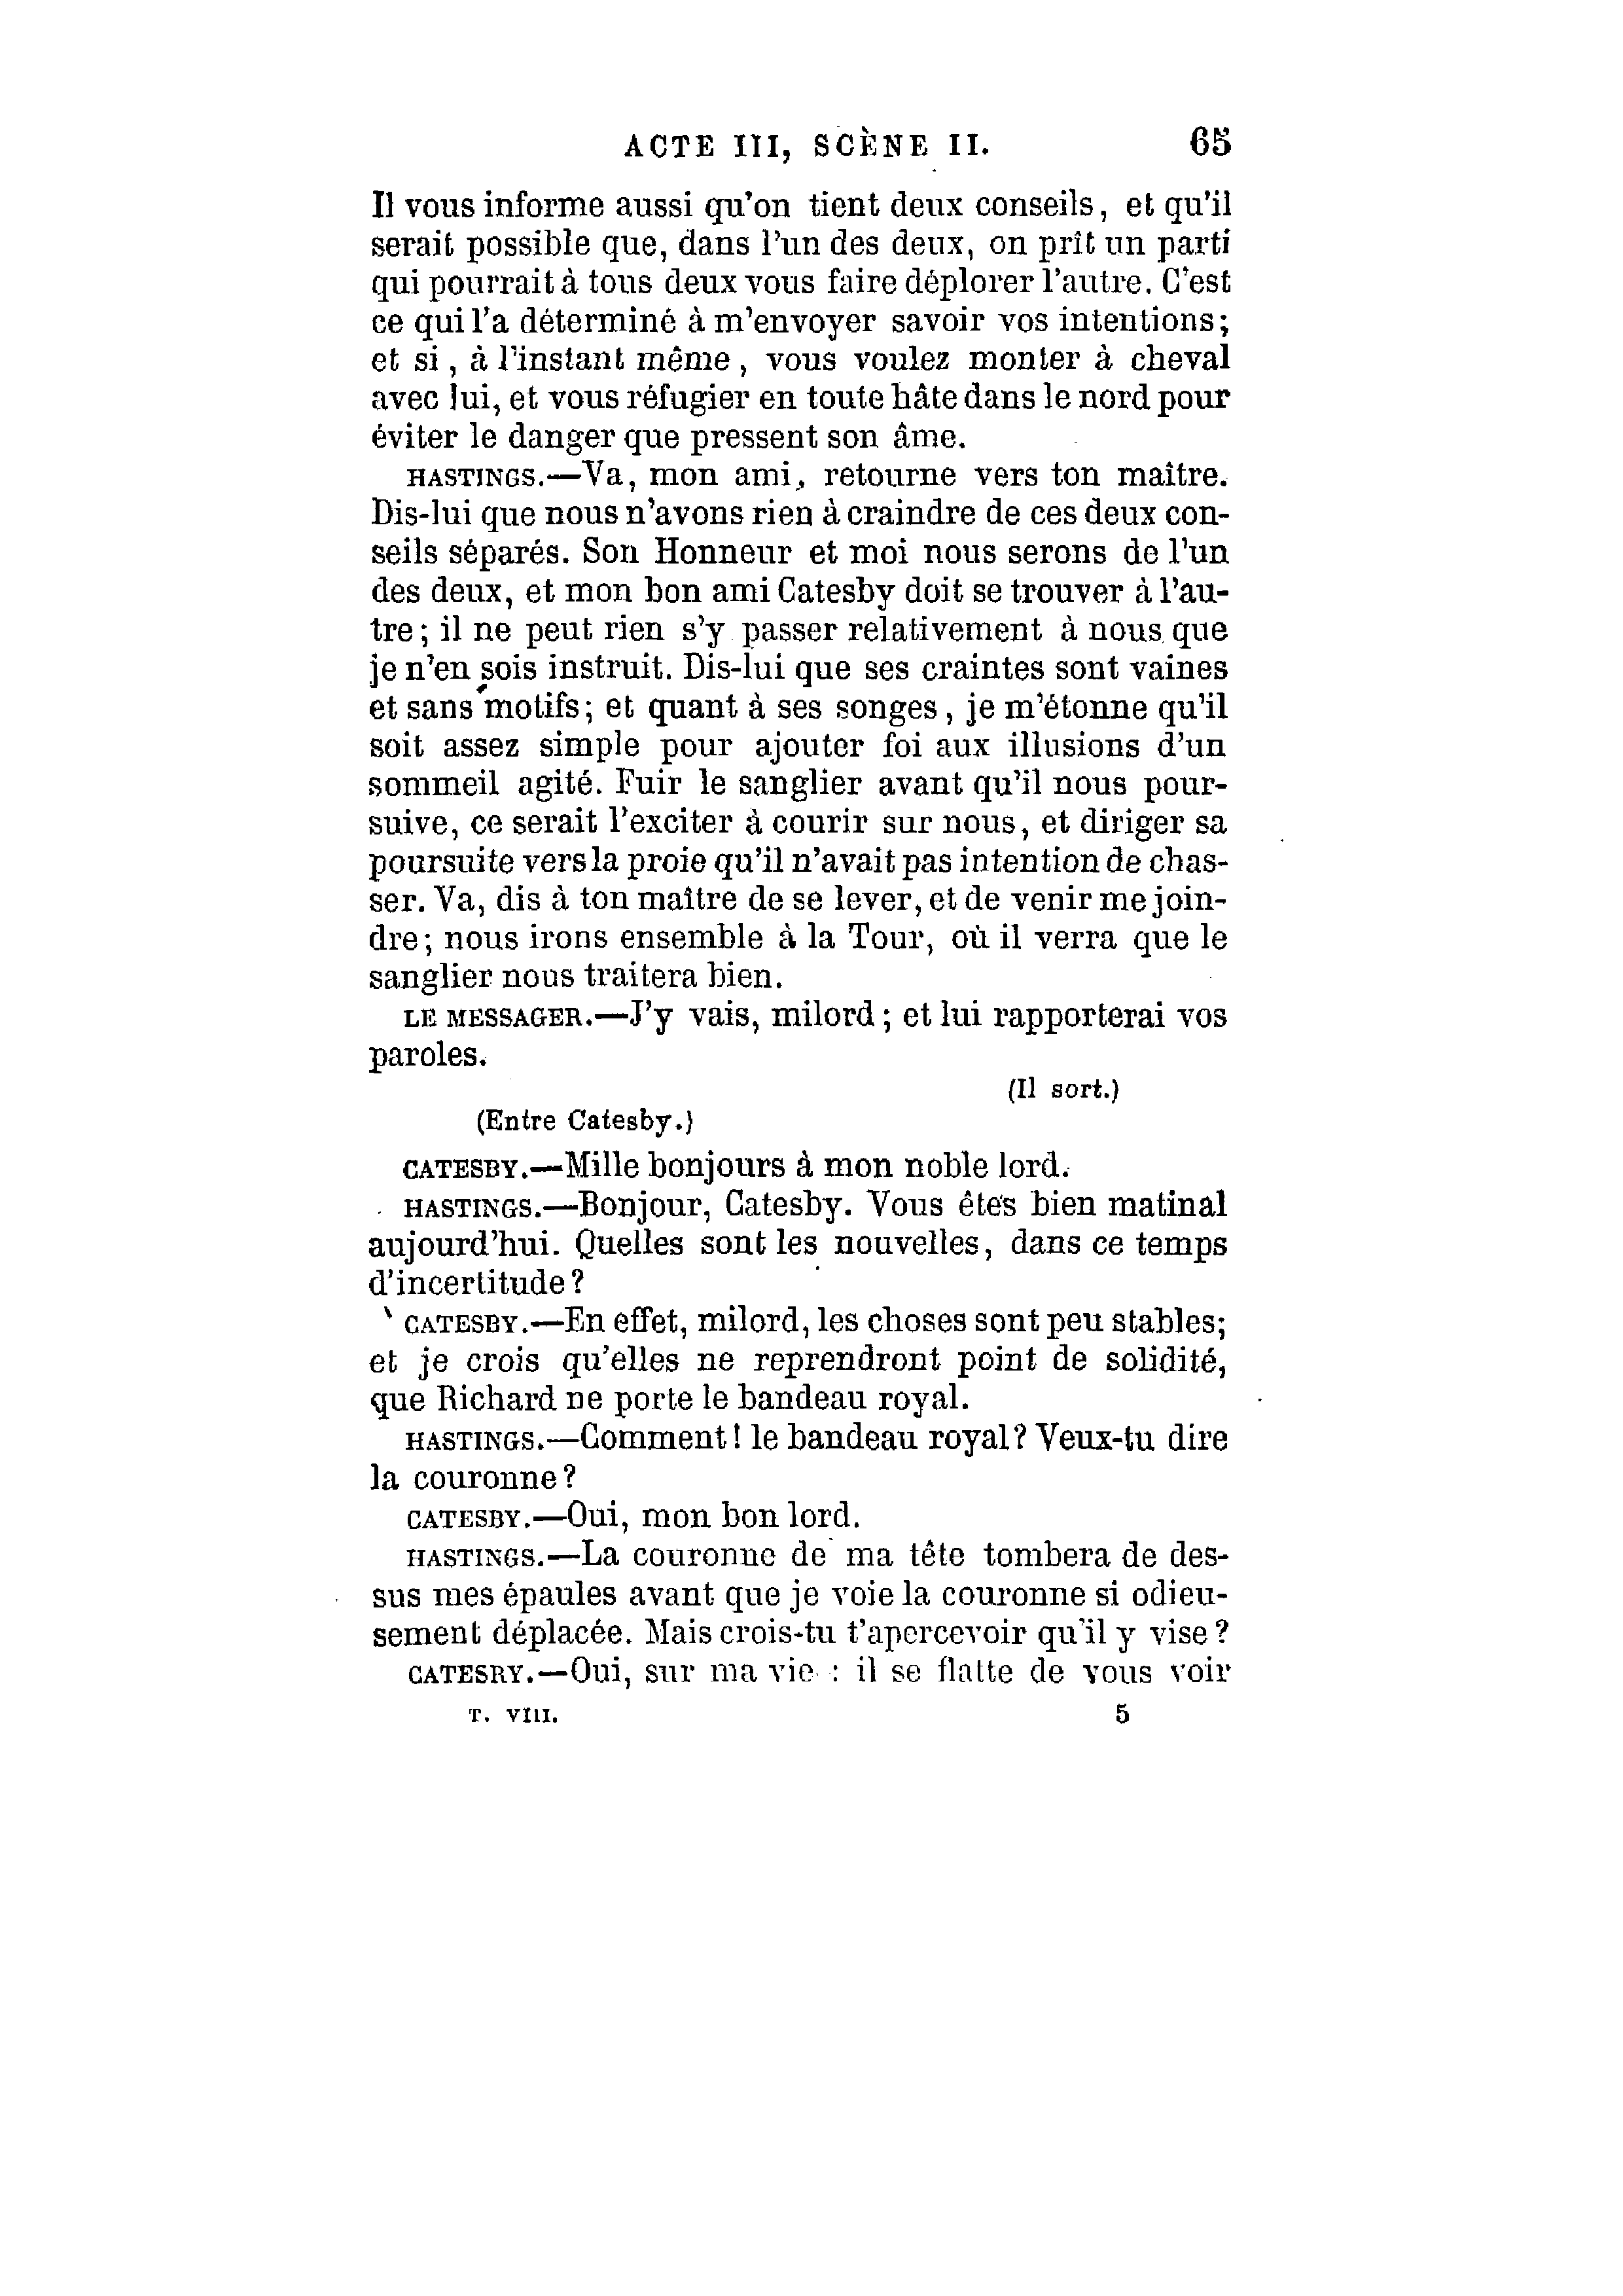 ACTE III, SCÈNE II. 65
Il vous informe aussi qu'on tient deux conseils, et qu'il
serait possible que, dans l'un des deux, on prît un parti
qui pourrait à tous deux vous faire déplorer l'autre. C'est
ce qui l'a déterminé à m'envoyer savoir vos intentions;
et si, à l'instant même, vous voulez monter à cheval
avec lui, et vous réfugier en toute hâte dans le nord pour
éviter le danger que pressent son âme.
HASTINGS.—Va, mon ami, retourne vers ton maître.
Dis-lui que nous n'avons rien à craindre de ces deux con-
seils séparés. Son Honneur et moi nous serons de l'un
des deux, et mon bon ami Catesby doit se trouver à l'au-
tre; il ne peut rien s'y passer relativement à nous que
je n'en sois instruit. Dis-lui que ses craintes sont vaines
et sans motifs; et quant à ses songes, je m'étonne qu'il
soit assez simple pour ajouter foi aux illusions d'un
sommeil agité. Fuir le sanglier avant qu'il nous pour-
suive, ce serait l'exciter à courir sur nous, et diriger sa
poursuite vers la proie qu'il n'avait pas intention de chas-
ser. Va, dis à ton maître de se lever, et de venir me join-
dre; nous irons ensemble à la Tour, où il verra que le
sanglier nous traitera bien.
LE MESSAGER.—J'y vais, milord; et lui rapporterai vos
paroles.
(Il sort.)
(Entre Catesby.)
CATESBY.—Mille bonjours à mon noble lord.
HASTINGS.—Bonjour, Catesby. Vous êtes bien matinal
aujourd'hui. Quelles sont les nouvelles, dans ce temps
d'incertitude?
CATESBY.—En effet, milord, les choses sont peu stables;
et je crois qu'elles ne reprendront point de solidité,
que Richard ne porte le bandeau royal.
HASTINGS.—Comment! le bandeau royal? Veux-tu dire
la couronne?
CATESBY.—Oui, mon bon lord.
HASTINGS.—La couronne de ma tête tombera de des-
sus mes épaules avant que je voie la couronne si odieu-
sement déplacée. Mais crois-tu t'apercevoir qu'il y vise?
CATESBY.—Oui, sur ma vie : il se flatte de vous voir
T. VIII. 5